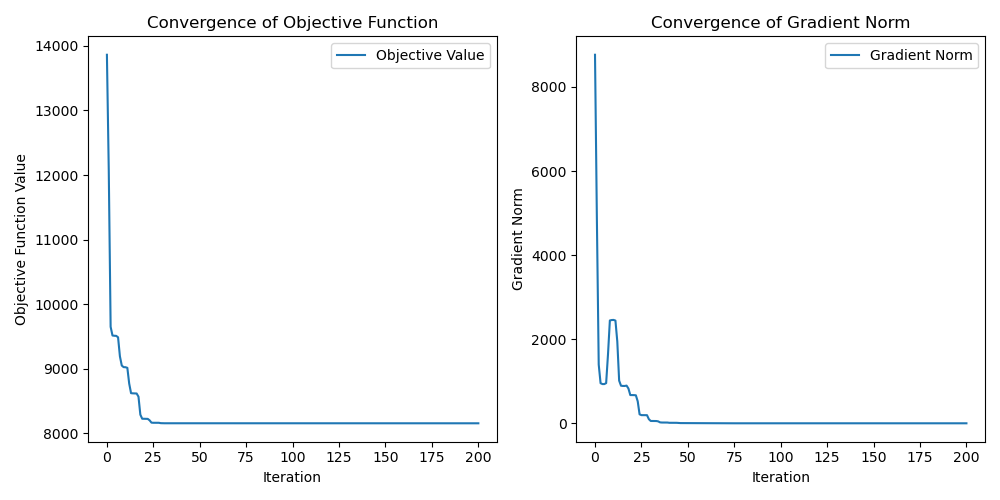 Convergence of Objective Function
Objective Value
14000
13000
12000
11000
10000
9000
8000
Objective Function Value
0 25 50 75 100 125 150 175 200
Iteration
Convergence of Gradient Norm
Gradient Norm
8000
6000
4000
2000
0
Gradient Norm
0 25 50 75 100 125 150 175 200
Iteration